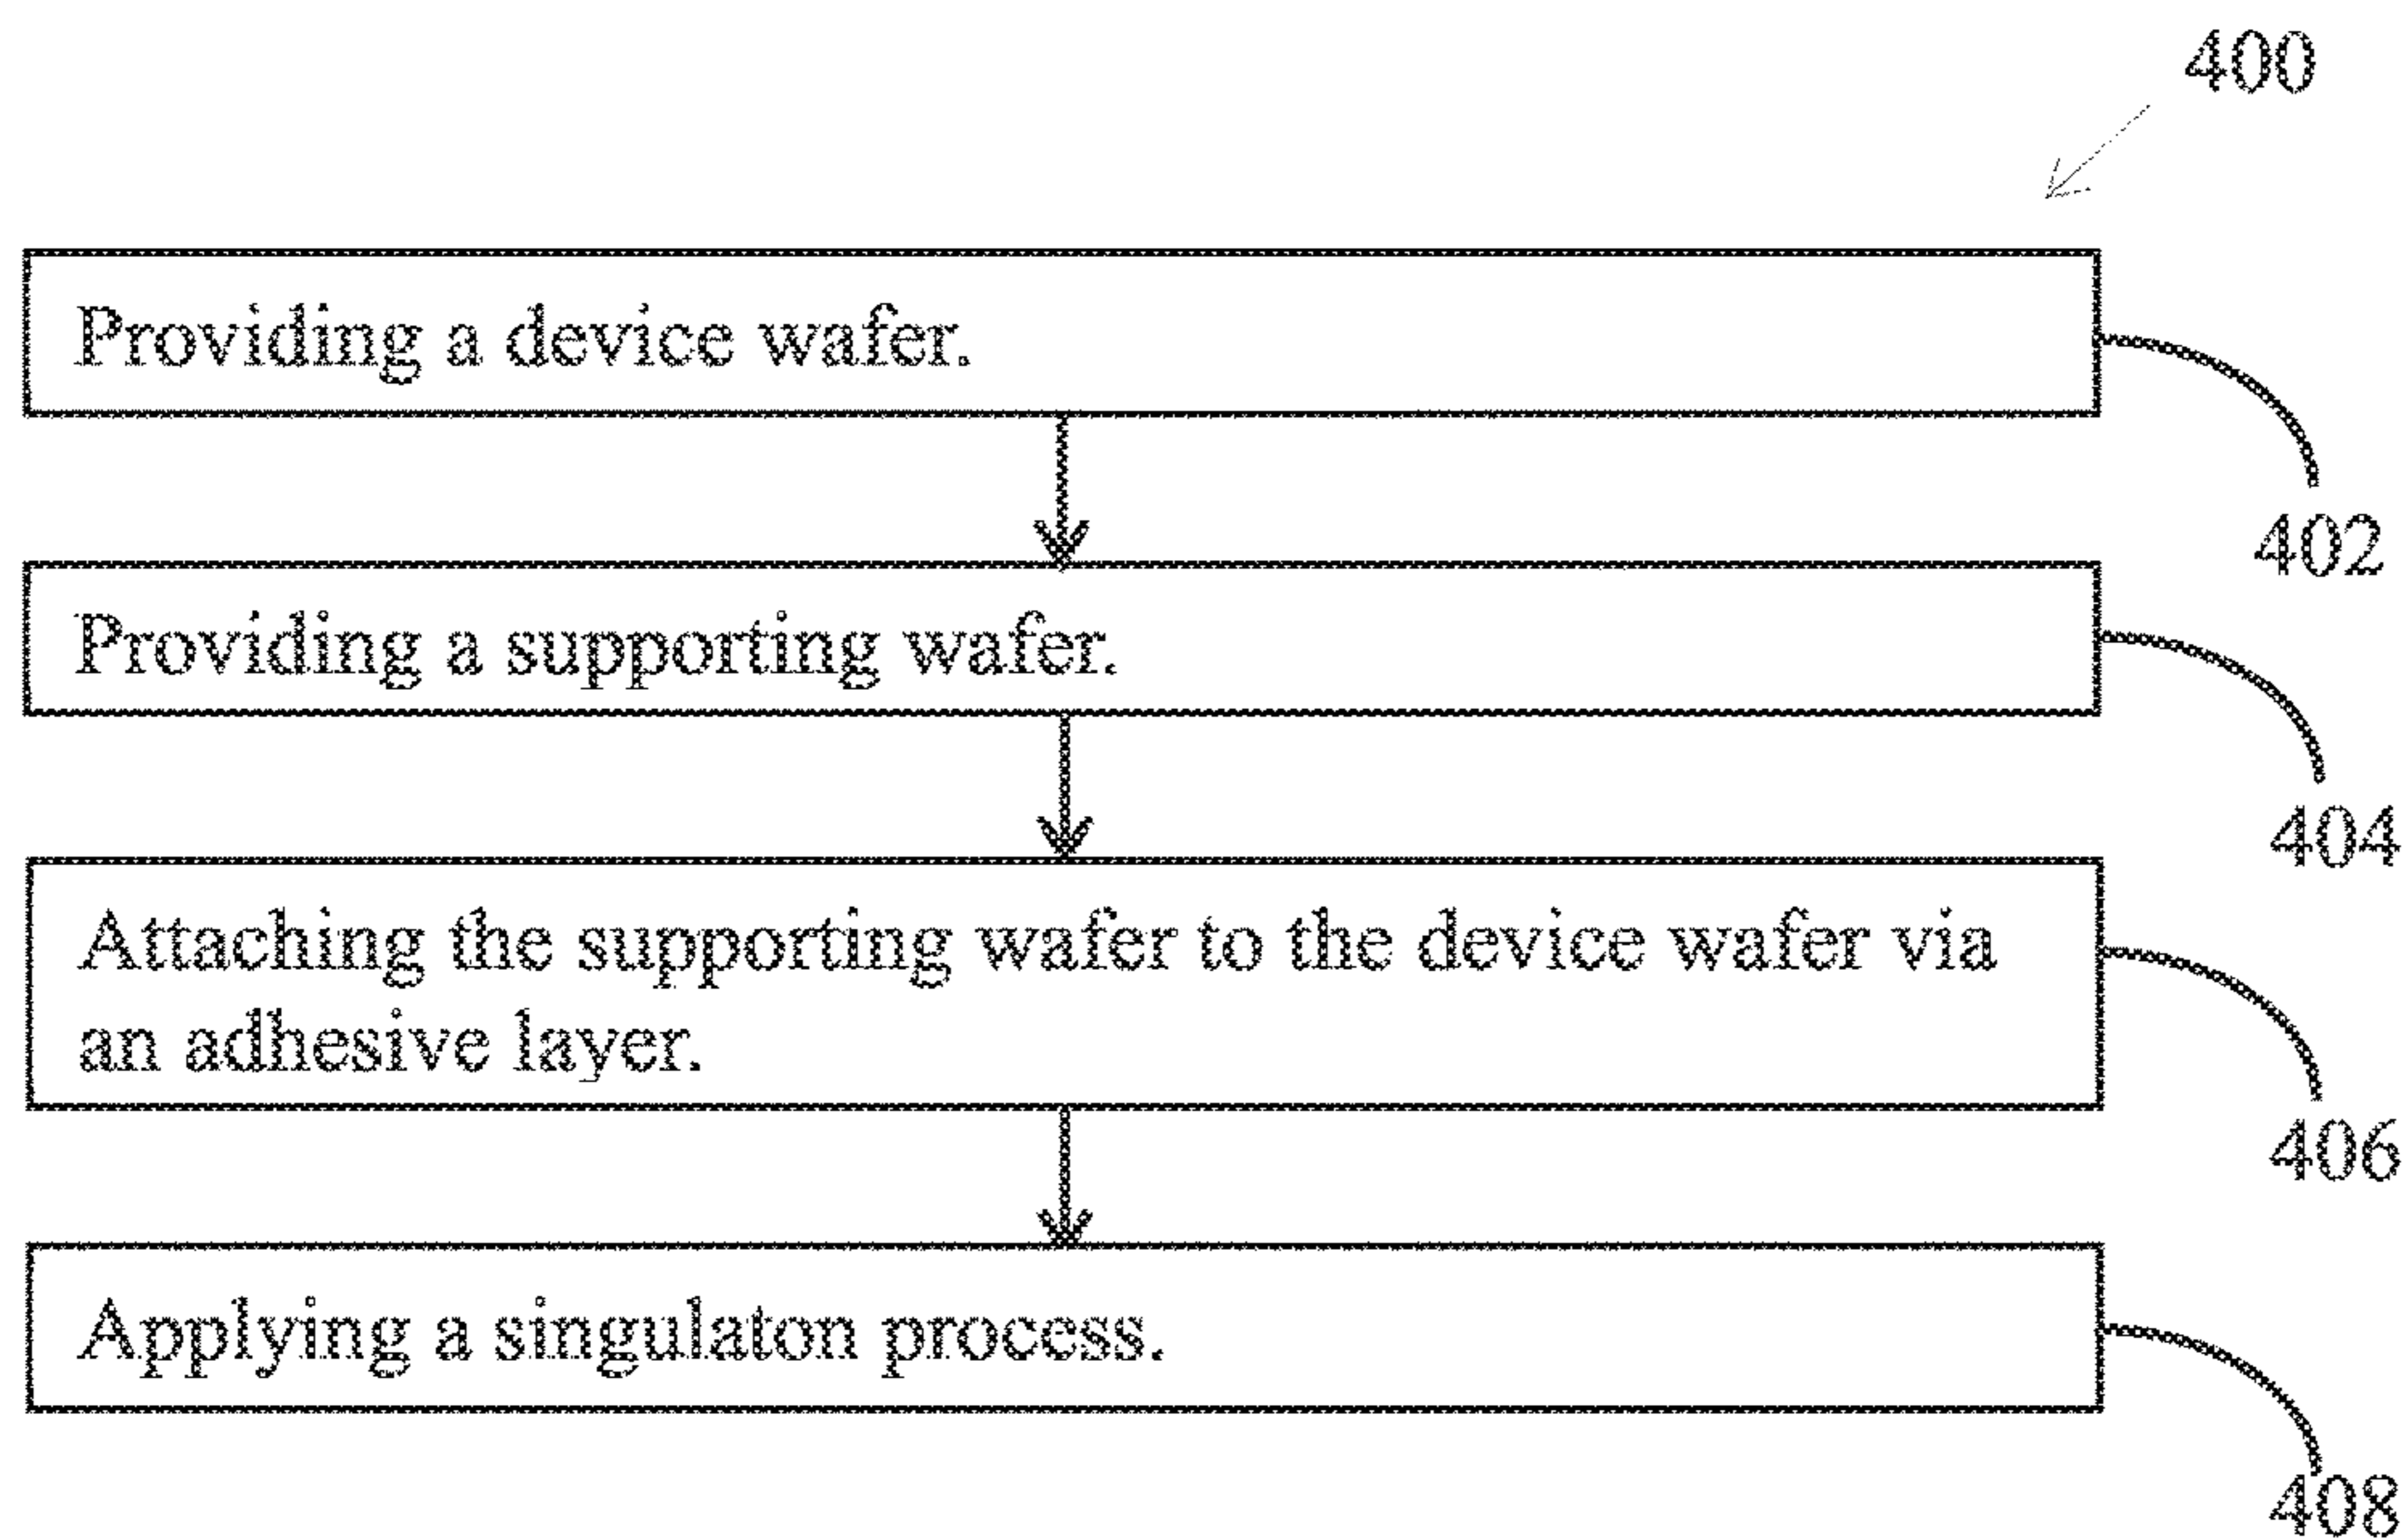 400
Providing a device wafer.
402
Providing a supporting wafer.
404
Attaching the supporting wafer to the device wafer via
an adhesive layer.
406
Applying a singulaton process.
408